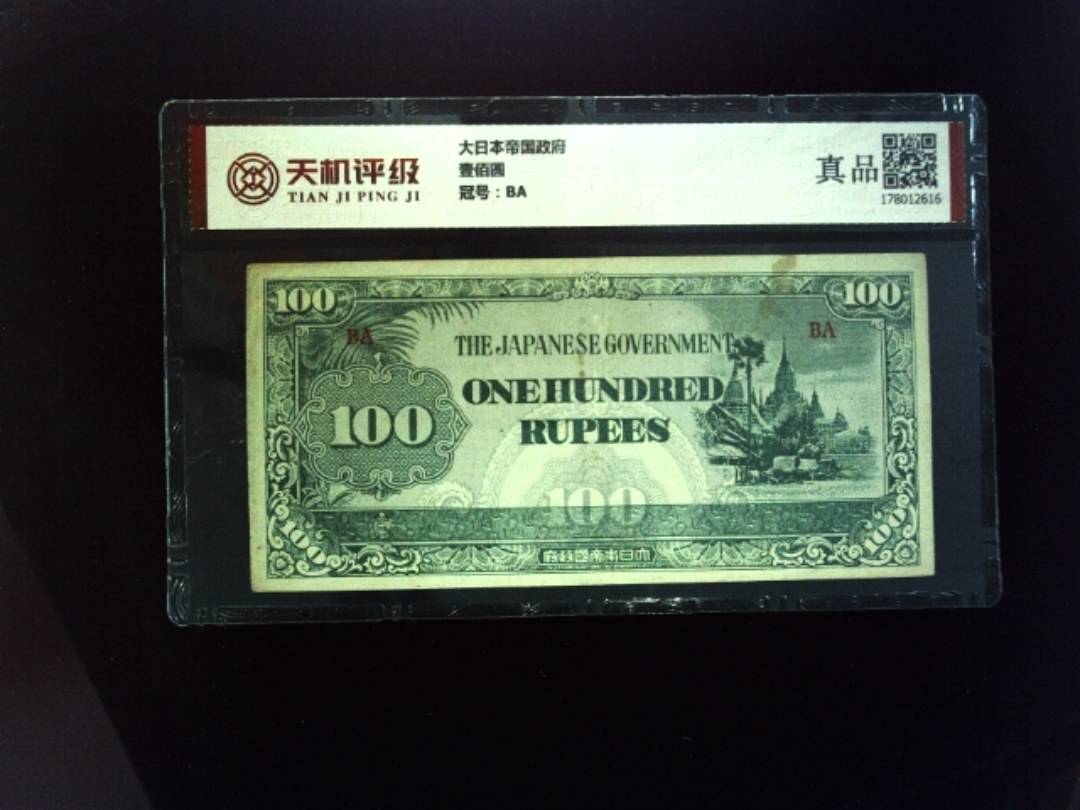 天机评级
TIAN JI PING JI
大日本帝国政府
壹佰圆
冠号：BA
真品
178012616
100
100
BA
BA
THE JAPANESE GOVERNMENT
ONE HUNDRED
RUPEES
100
100
100
100
府政國帝本日大